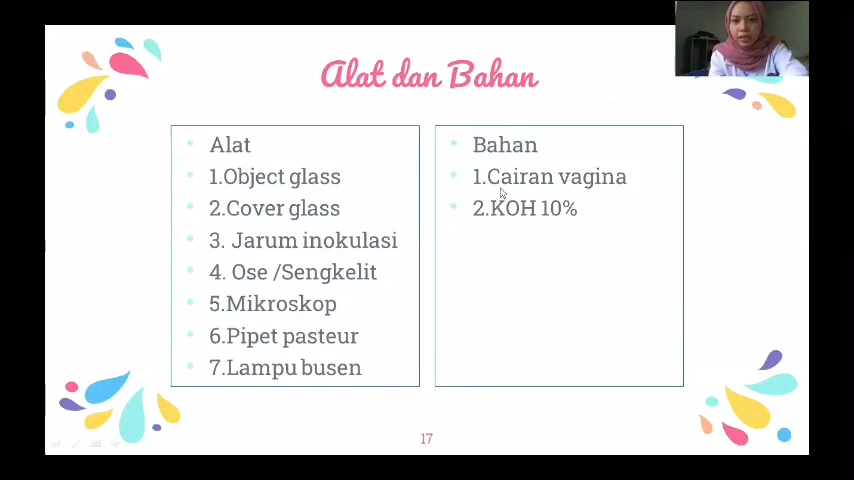 Alat dan Bahan
* Alat
* 1.Object glass
* 2.Cover glass
* 3. Jarum inokulasi
* 4. Ose /Sengkelit
* 5.Mikroskop
* 6.Pipet pasteur
* 7.Lampu busen
* Bahan
* 1.Cairan vagina
* 2.KOH 10%
17